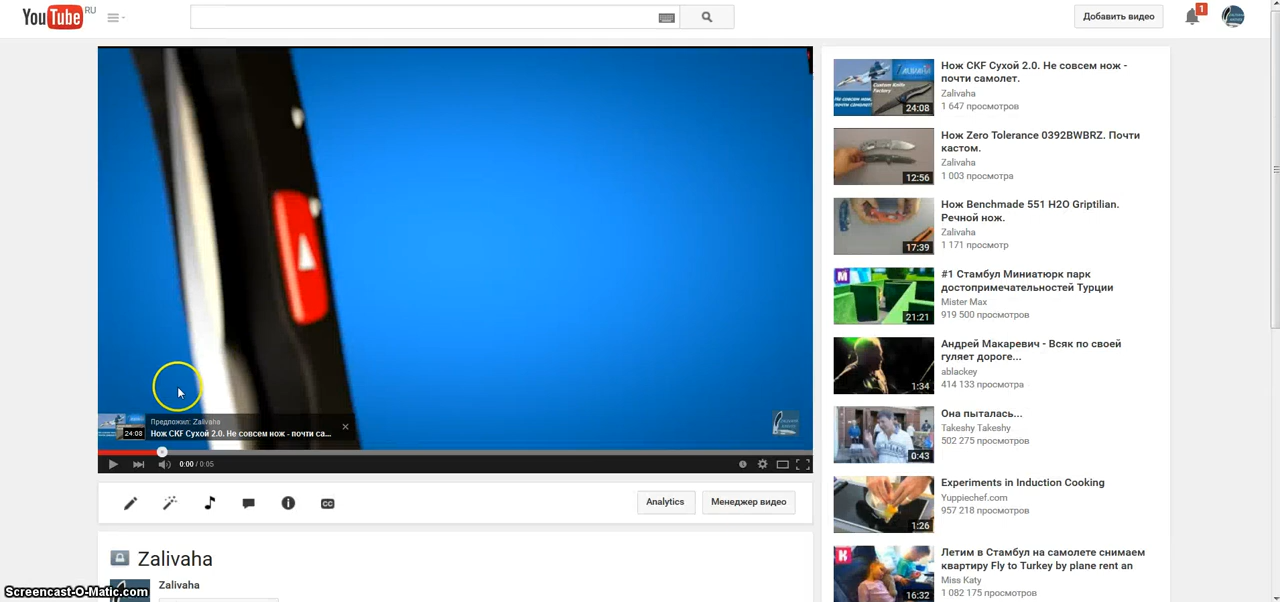 YouTube RU
Добавить видео
1
Предложил: Zalivaha
24:08
Нож CKF Сухой 2.0. Не совсем нож - почти са...
0:00 / 0:05
CC
Analytics
Менеджер видео
Zalivaha
Zalivaha
Screencast-O-Matic.com
24:08
Нож CKF Сухой 2.0. Не совсем нож -
почти самолет.
Zalivaha
1 647 просмотров
12:56
Нож Zero Tolerance 0392BWBRZ. Почти
кастом.
Zalivaha
1 003 просмотра
17:39
Нож Benchmade 551 H2O Griptilian.
Речной нож.
Zalivaha
1 171 просмотр
M
21:21
#1 Стамбул Миниатюрк парк
достопримечательностей Турции
Mister Max
919 500 просмотров
1:34
Андрей Макаревич - Всяк по своей
гуляет дороге...
ablackey
414 133 просмотра
0:43
Она пыталась...
Takeshy Takeshy
502 275 просмотров
1:26
Experiments in Induction Cooking
Yuppiechef.com
957 218 просмотров
K
16:32
Летим в Стамбул на самолете снимаем
квартиру Fly to Turkey by plane rent an
Miss Katy
1 082 175 просмотров